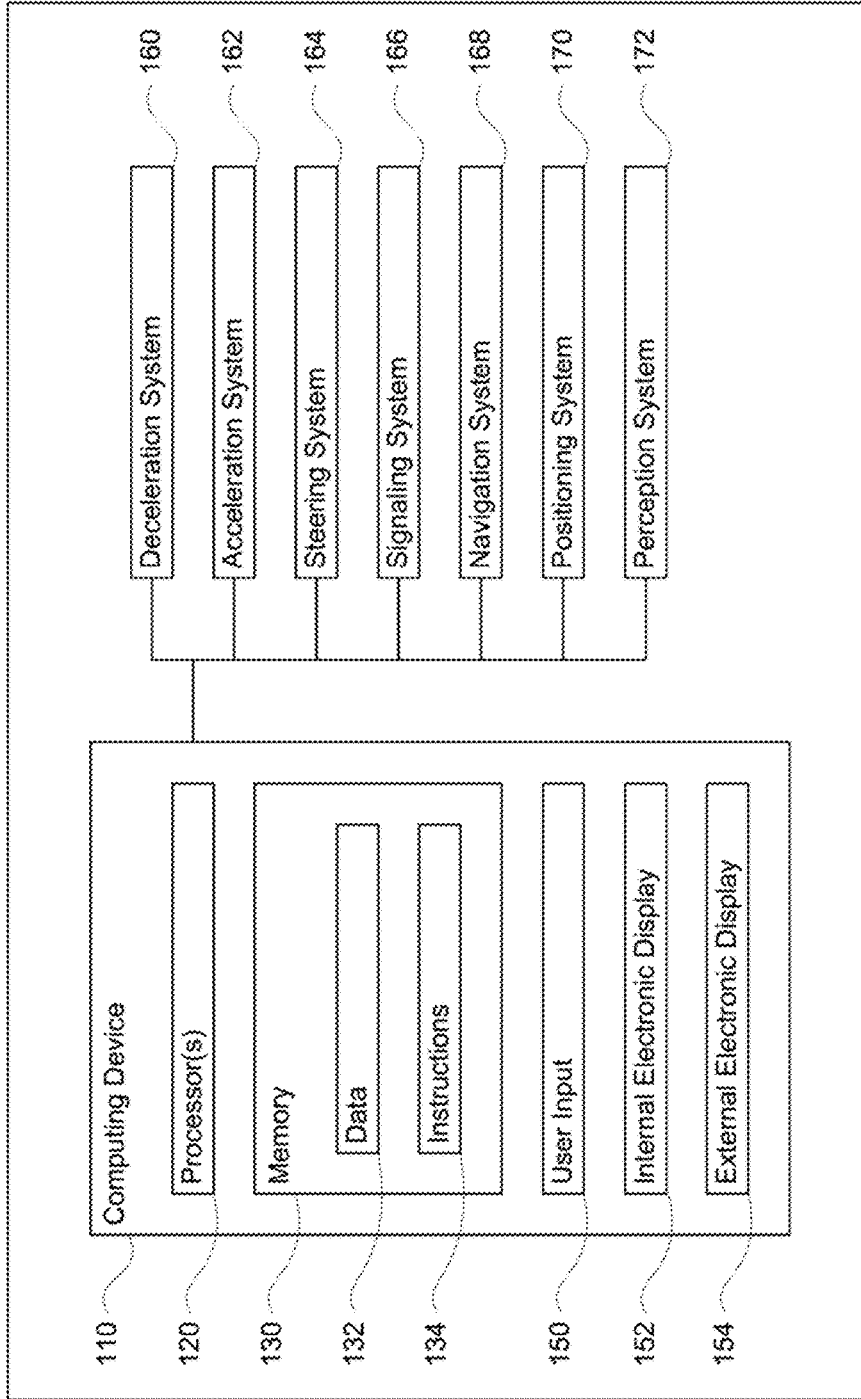 110
Computing Device
120
Processor(s)
130
Memory
132
Data
134
Instructions
150
User Input
152
Internal Electronic Display
154
External Electronic Display
Deceleration System
160
Acceleration System
162
Steering System
164
Signaling System
166
Navigation System
168
Positioning System
170
Perception System
172